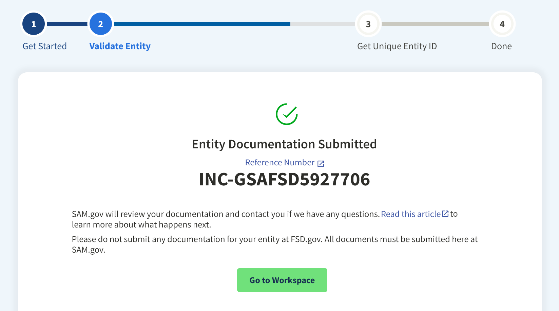 1 2 3 4
Get Started Validate Entity Get Unique Entity ID Done
Entity Documentation Submitted
Reference Number
INC-GSAFSD5927706
SAM.gov will review your documentation and contact you if we have any questions. Read this article to
learn more about what happens next.
Please do not submit any documentation for your entity at FSD.gov. All documents must be submitted here at
SAM.gov.
Go to Workspace